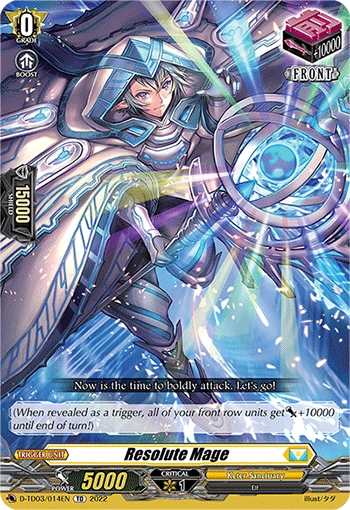 0
GRADE
BOOST
+10000
FRONT
15000
SHIELD
Now is the time to boldly attack. Let's go!
(When revealed as a trigger, all of your front row units get +10000
until end of turn!)
TRIGGER UNIT
Resolute Mage
POWER 5000
CRITICAL
1
Keter Sanctuary
Elf
D-TD03/014EN TD 2022
illust/タダ